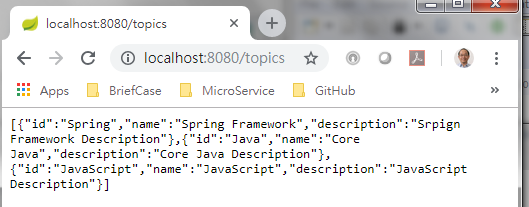 localhost:8080/topics
localhost:8080/topics
Apps BriefCase MicroService GitHub
[{"id":"Spring","name":"Spring Framework","description":"Srpign
Framework Description"},{"id":"Java","name":"Core
Java","description":"Core Java Description"},
{"id":"JavaScript","name":"JavaScript","description":"JavaScript
Description"}]